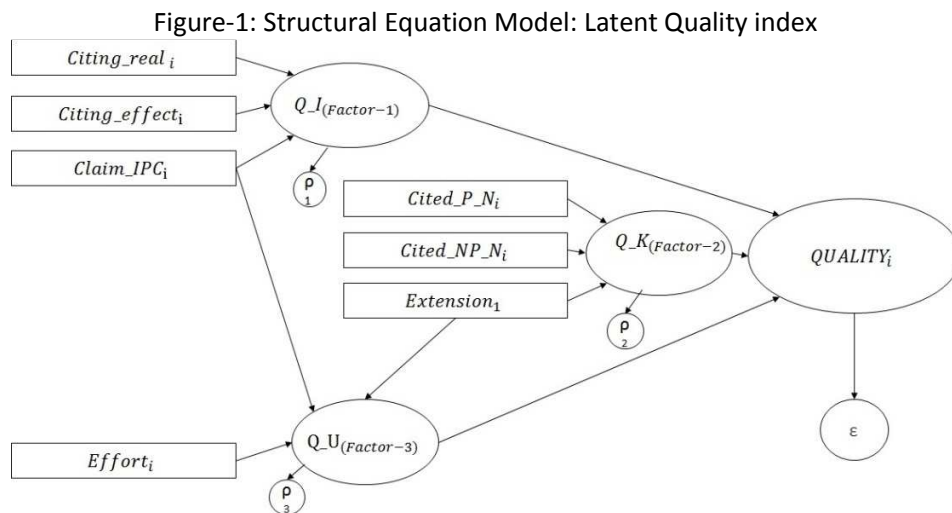 Figure-1: Structural Equation Model: Latent Quality index
Citing_real i
Citing_effect i
Claim_IPC i
Q_I (Factor−1)
ρ
1
Cited_P_N i
Cited_NP_N i
Extension 1
Q_K (Factor−2)
ρ
2
QUALITY i
Effort i
Q_U (Factor−3)
ρ
3
ε